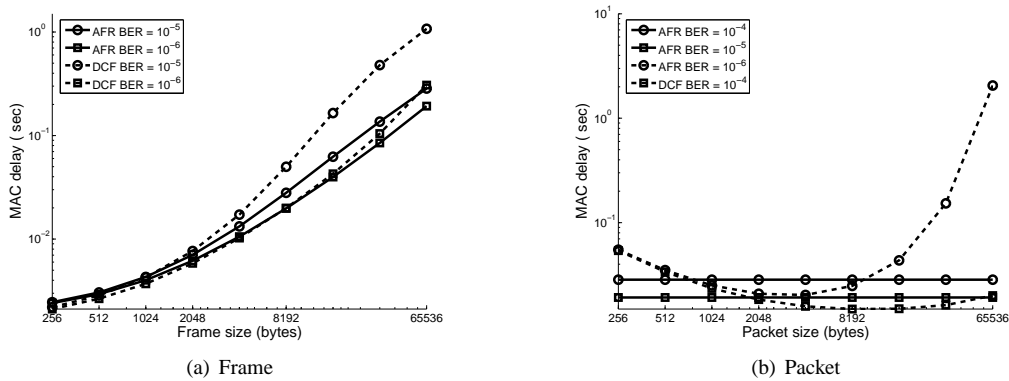 10^0
10^-1
10^-2
MAC delay ( sec)
AFR BER = 10^-5
AFR BER = 10^-6
DCF BER = 10^-5
DCF BER = 10^-6
256 512 1024 2048 8192 65536
Frame size (bytes)
(a) Frame
10^1
10^0
10^-1
MAC delay ( sec)
AFR BER = 10^-4
AFR BER = 10^-5
AFR BER = 10^-6
DCF BER = 10^-4
256 512 1024 2048 8192 65536
Packet size (bytes)
(b) Packet